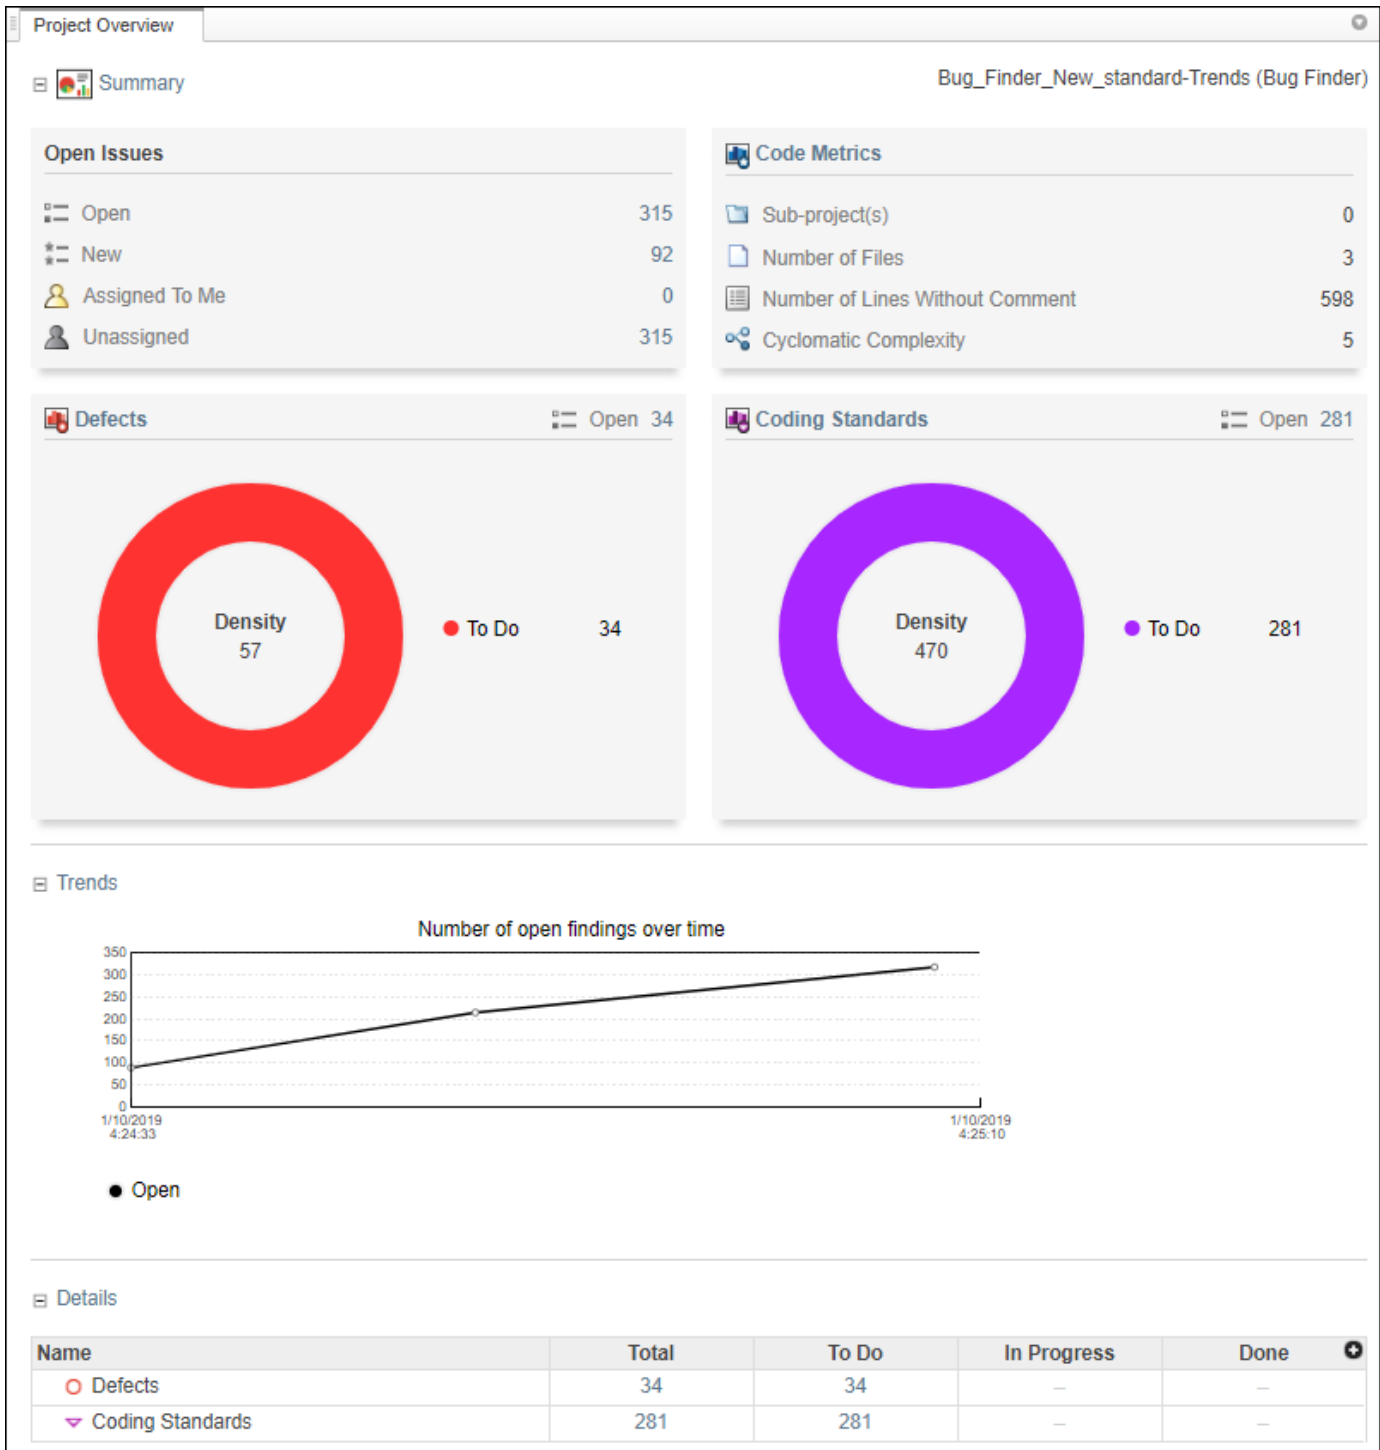 Project Overview
Summary
Bug_Finder_New_standard-Trends (Bug Finder)
Open Issues
Open 315
New 92
Assigned To Me 0
Unassigned 315
Code Metrics
Sub-project(s) 0
Number of Files 3
Number of Lines Without Comment 598
Cyclomatic Complexity 5
Defects Open 34
Density
57
To Do 34
Coding Standards Open 281
Density
470
To Do 281
Trends
Number of open findings over time
350
300
250
200
150
100
50
0
1/10/2019
4:24:33
1/10/2019
4:25:10
Open
Details
Name Total To Do In Progress Done
Defects 34 34 – –
Coding Standards 281 281 – –